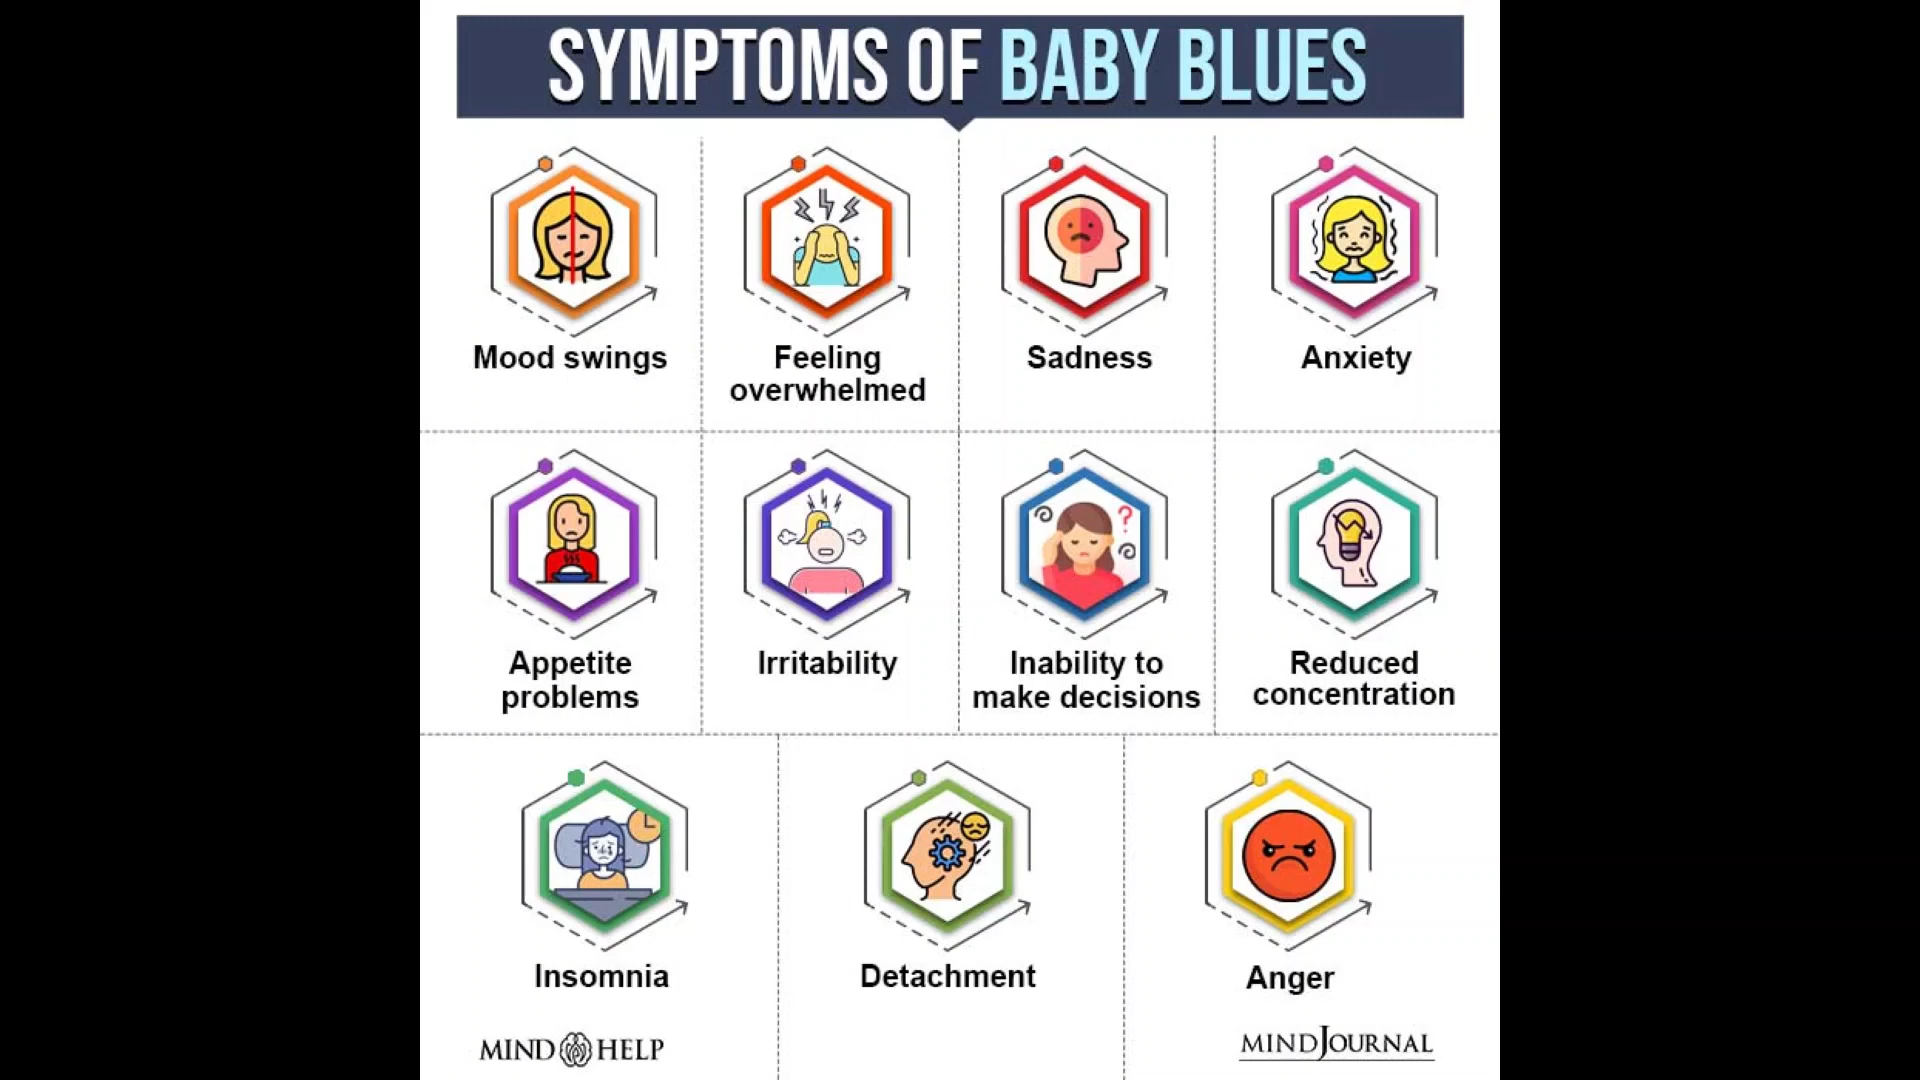 SYMPTOMS OF BABY BLUES
Mood swings
Feeling
overwhelmed
Sadness
Anxiety
Appetite
problems
Irritability
Inability to
make decisions
Reduced
concentration
Insomnia
Detachment
Anger
MIND HELP
MINDJOURNAL